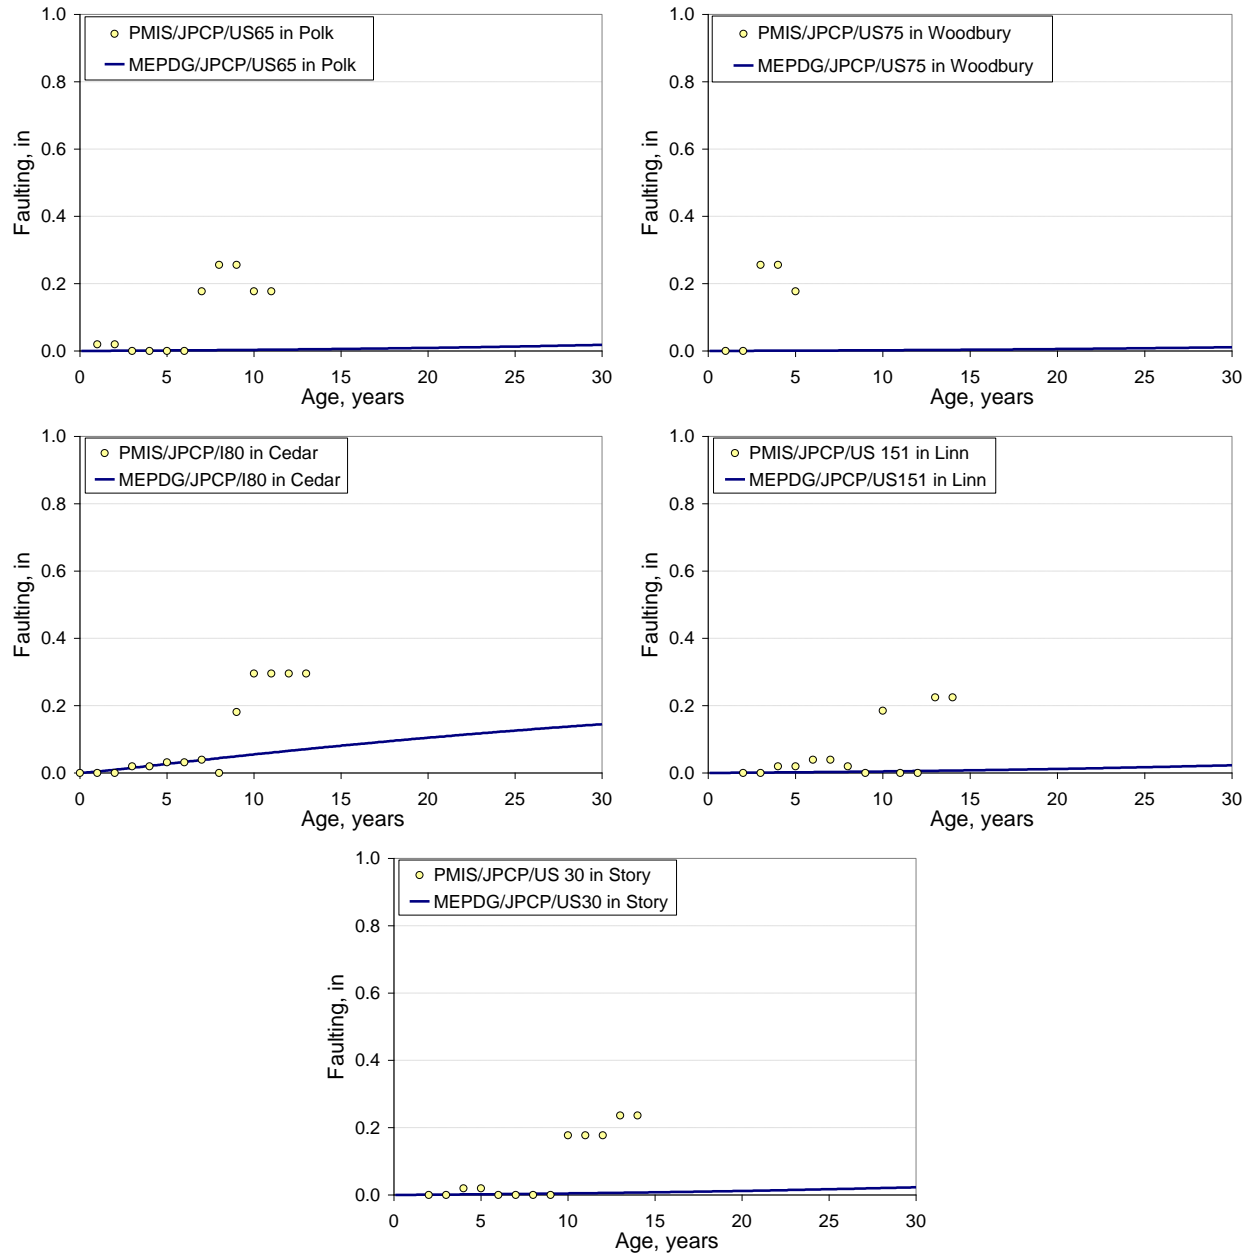 PMIS/JPCP/US65 in Polk
MEPDG/JPCP/US65 in Polk
Faulting, in
1.0
0.8
0.6
0.4
0.2
0.0
0 5 10 15 20 25 30
Age, years
PMIS/JPCP/US75 in Woodbury
MEPDG/JPCP/US75 in Woodbury
Faulting, in
1.0
0.8
0.6
0.4
0.2
0.0
0 5 10 15 20 25 30
Age, years
PMIS/JPCP/I80 in Cedar
MEPDG/JPCP/I80 in Cedar
Faulting, in
1.0
0.8
0.6
0.4
0.2
0.0
0 5 10 15 20 25 30
Age, years
PMIS/JPCP/US 151 in Linn
MEPDG/JPCP/US151 in Linn
Faulting, in
1.0
0.8
0.6
0.4
0.2
0.0
0 5 10 15 20 25 30
Age, years
PMIS/JPCP/US 30 in Story
MEPDG/JPCP/US30 in Story
Faulting, in
1.0
0.8
0.6
0.4
0.2
0.0
0 5 10 15 20 25 30
Age, years